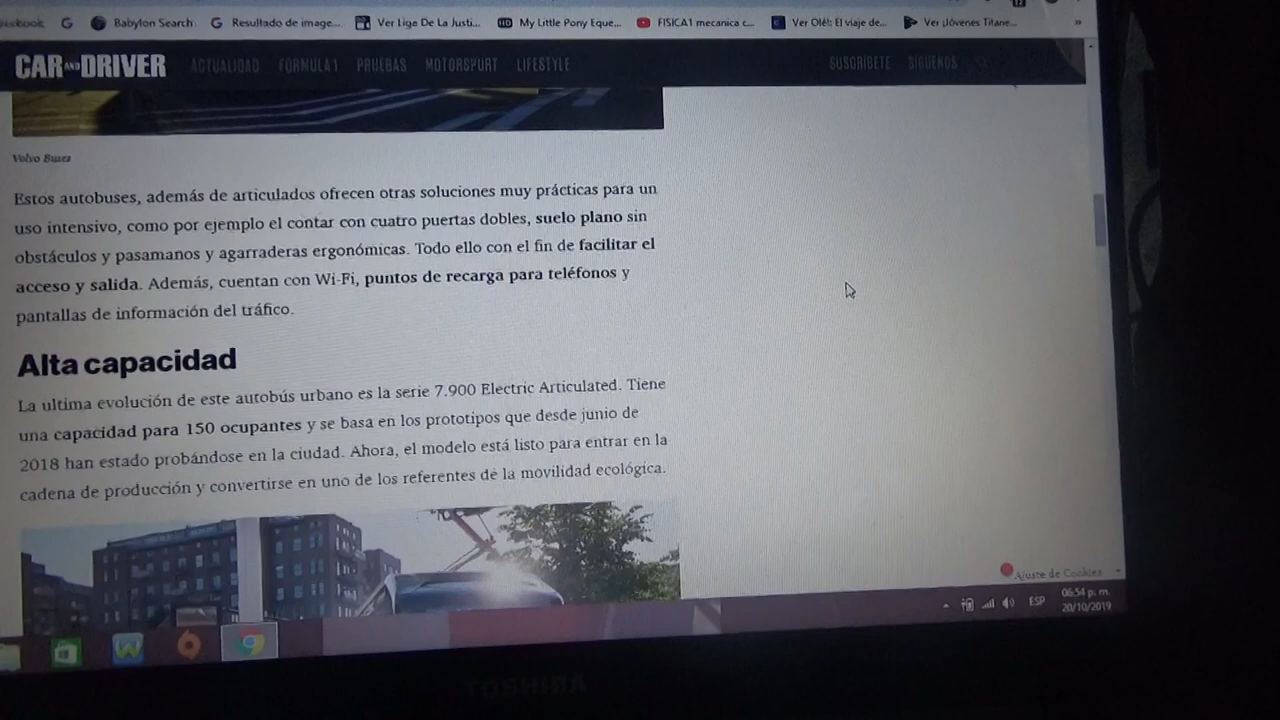 Babylon Search
Resultado de image...
Ver Liga De La Justi...
My Little Pony Eque...
FISICA1 mecanica c...
Ver Olé!: El viaje de...
Ver Jóvenes Titane...
»
CAR AND DRIVER
ACTUALIDAD
FÓRMULA 1
PRUEBAS
MOTORSPORT
LIFESTYLE
SUSCRÍBETE
SÍGUENOS
Volvo Buses
Estos autobuses, además de articulados ofrecen otras soluciones muy prácticas para un
uso intensivo, como por ejemplo el contar con cuatro puertas dobles, suelo plano sin
obstáculos y pasamanos y agarraderas ergonómicas. Todo ello con el fin de facilitar el
acceso y salida. Además, cuentan con Wi-Fi, puntos de recarga para teléfonos y
pantallas de información del tráfico.
Alta capacidad
La ultima evolución de este autobús urbano es la serie 7.900 Electric Articulated. Tiene
una capacidad para 150 ocupantes y se basa en los prototipos que desde junio de
2018 han estado probándose en la ciudad. Ahora, el modelo está listo para entrar en la
cadena de producción y convertirse en uno de los referentes de la movilidad ecológica.
Ajuste de Cookies
ESP
06:54 p. m.
20/10/2019
TOSHIBA